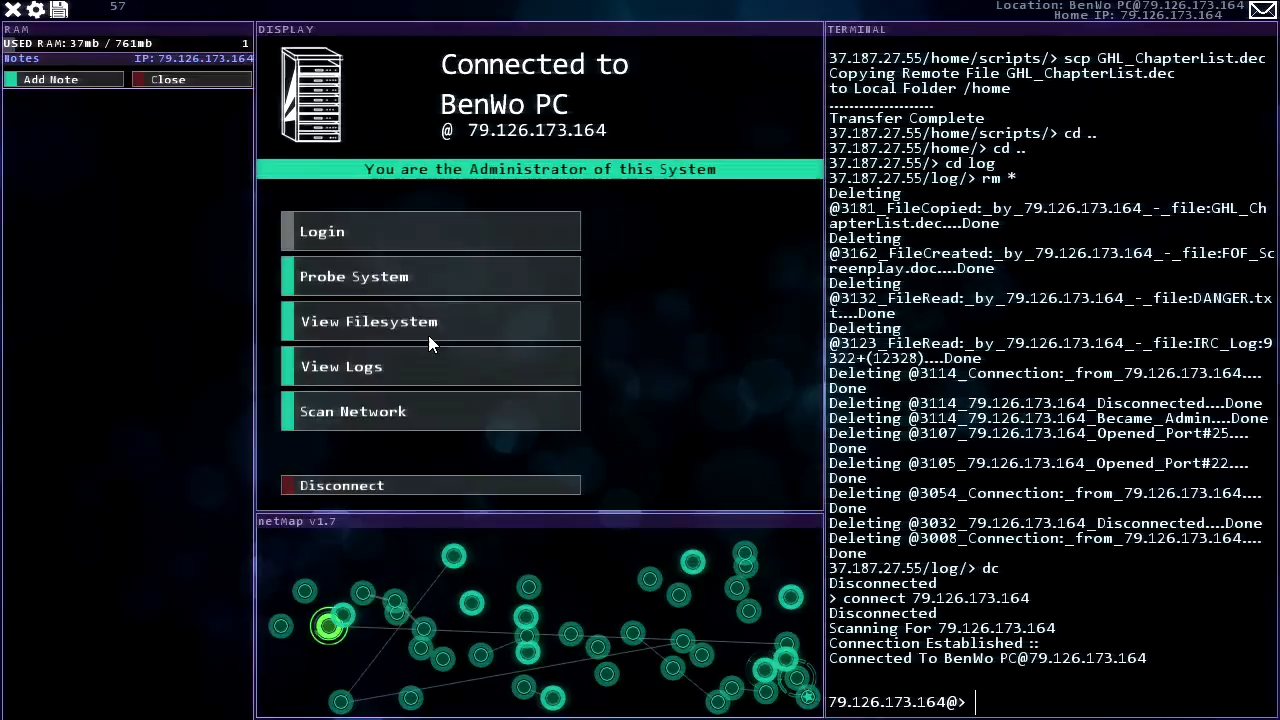 57
Location: BenWo PC@79.126.173.164
Home IP: 79.126.173.164
RAM
USED RAM: 37mb / 761mb 1
Notes IP: 79.126.173.164
Add Note Close
DISPLAY
Connected to
BenWo PC
@ 79.126.173.164
You are the Administrator of this System
Login
Probe System
View Filesystem
View Logs
Scan Network
Disconnect
netMap v1.7
TERMINAL
37.187.27.55/home/scripts/> scp GHL_ChapterList.dec
Copying Remote File GHL_ChapterList.dec
to Local Folder /home
---------------------
Transfer Complete
37.187.27.55/home/scripts/> cd ..
37.187.27.55/home/> cd ..
37.187.27.55/> cd log
37.187.27.55/log/> rm *
Deleting
@3181_FileCopied:_by_79.126.173.164_-_file:GHL_Ch
apterList.dec....Done
Deleting
@3162_FileCreated:_by_79.126.173.164_-_file:FOF_Sc
reenplay.doc....Done
Deleting
@3132_FileRead:_by_79.126.173.164_-_file:DANGER.tx
t....Done
Deleting
@3123_FileRead:_by_79.126.173.164_-_file:IRC_Log:9
322+(12328)....Done
Deleting @3114_Connection:_from_79.126.173.164....
Done
Deleting @3114_79.126.173.164_Disconnected....Done
Deleting @3114_79.126.173.164_Became_Admin....Done
Deleting @3107_79.126.173.164_Opened_Port#25....
Done
Deleting @3105_79.126.173.164_Opened_Port#22....
Done
Deleting @3054_Connection:_from_79.126.173.164....
Done
Deleting @3032_79.126.173.164_Disconnected....Done
Deleting @3008_Connection:_from_79.126.173.164....
Done
37.187.27.55/log/> dc
Disconnected
> connect 79.126.173.164
Disconnected
Scanning For 79.126.173.164
Connection Established ::
Connected To BenWo PC@79.126.173.164
79.126.173.164@>